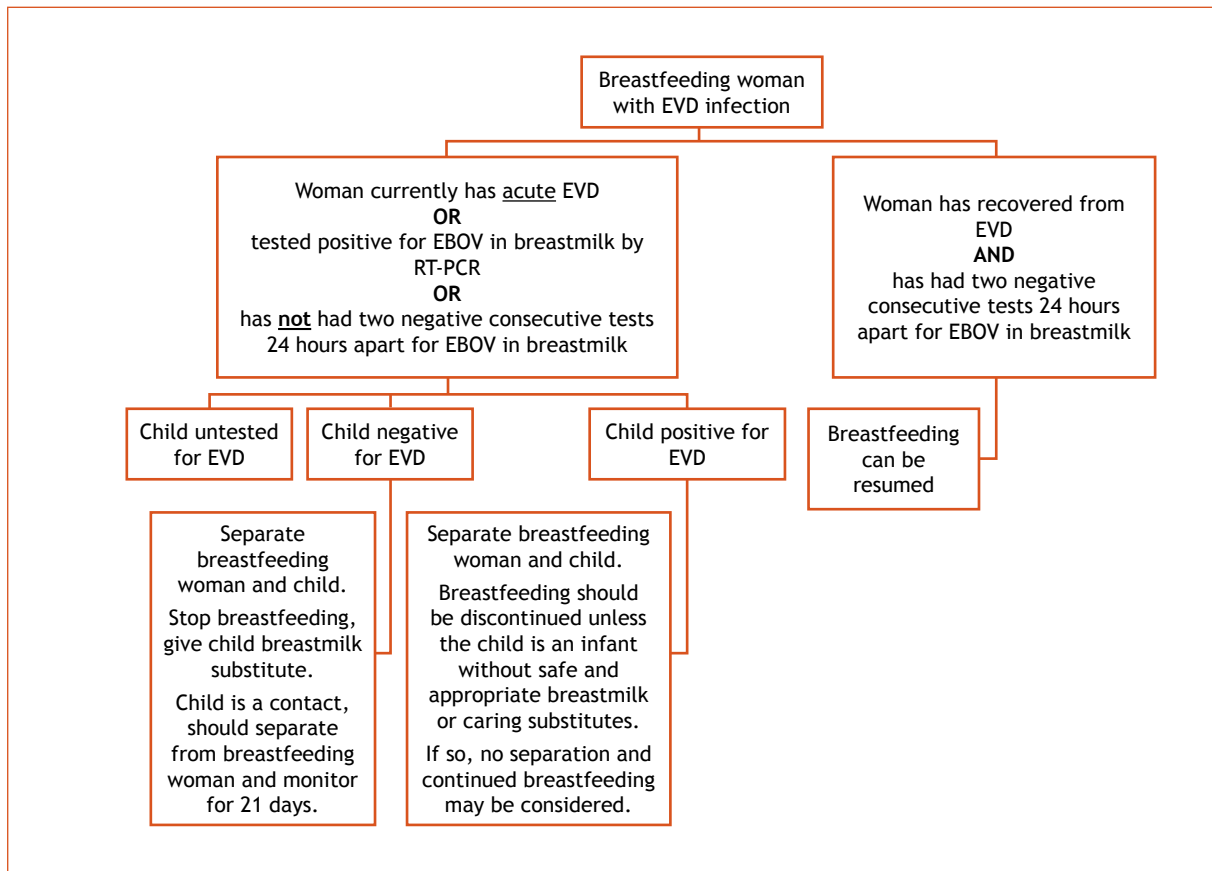 Breastfeeding woman
with EVD infection
Woman currently has acute EVD
OR
tested positive for EBOV in breastmilk by
RT-PCR
OR
has not had two negative consecutive tests
24 hours apart for EBOV in breastmilk
Woman has recovered from
EVD
AND
has had two negative
consecutive tests 24 hours
apart for EBOV in breastmilk
Child untested
for EVD
Child negative
for EVD
Child positive for
EVD
Breastfeeding
can be
resumed
Separate
breastfeeding
woman and child.
Stop breastfeeding,
give child breastmilk
substitute.
Child is a contact,
should separate
from breastfeeding
woman and monitor
for 21 days.
Separate breastfeeding
woman and child.
Breastfeeding should
be discontinued unless
the child is an infant
without safe and
appropriate breastmilk
or caring substitutes.
If so, no separation and
continued breastfeeding
may be considered.